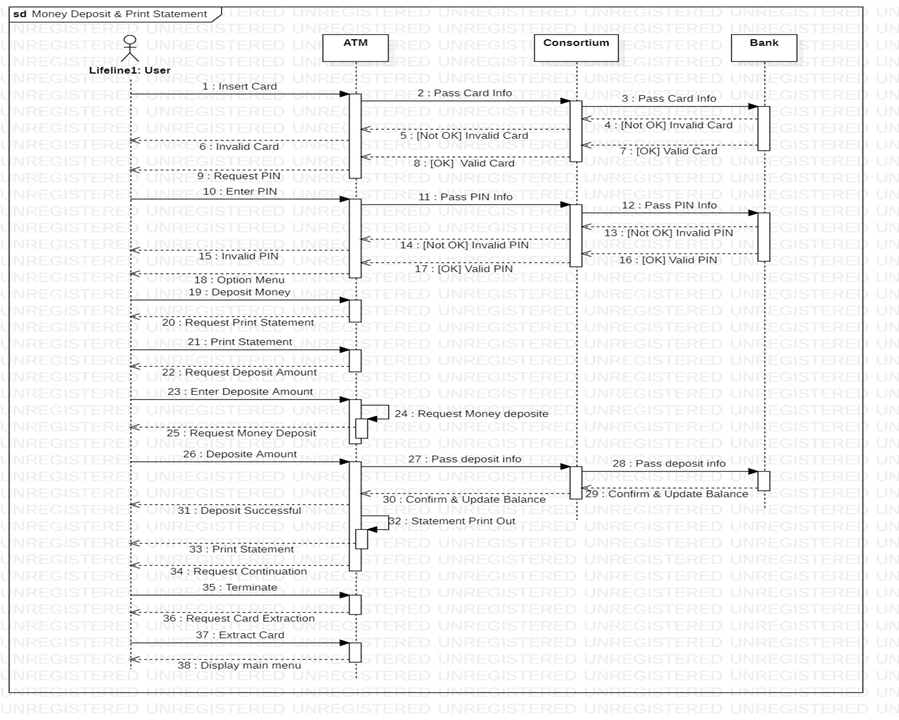 sd Money Deposit & Print Statement
ATM
Consortium
Bank
Lifeline1: User
1 : Insert Card
2 : Pass Card Info
3 : Pass Card Info
4 : [Not OK] Invalid Card
5 : [Not OK] Invalid Card
6 : Invalid Card
7 : [OK] Valid Card
8 : [OK]  Valid Card
9 : Request PIN
10 : Enter PIN
11 : Pass PIN Info
12 : Pass PIN Info
13 : [Not OK] Invalid PIN
14 : [Not OK] Invalid PIN
15 : Invalid PIN
16 : [OK] Valid PIN
17 : [OK] Valid PIN
18 : Option Menu
19 : Deposit Money
20 : Request Print Statement
21 : Print Statement
22 : Request Deposit Amount
23 : Enter Deposite Amount
24 : Request Money deposite
25 : Request Money Deposit
26 : Deposite Amount
27 : Pass deposit info
28 : Pass deposit info
29 : Confirm & Update Balance
30 : Confirm & Update Balance
31 : Deposit Successful
32 : Statement Print Out
33 : Print Statement
34 : Request Continuation
35 : Terminate
36 : Request Card Extraction
37 : Extract Card
38 : Display main menu
UNREGISTERED